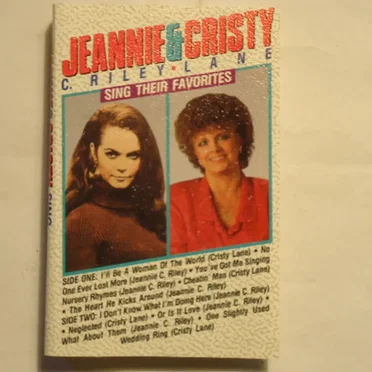 JEANNIE & CRISTY
C. RILEY • LANE
SING THEIR FAVORITES
SIDE ONE: I'll Be A Woman Of The World (Cristy Lane) • No
One Ever Lost More (Jeannie C. Riley) • You've Got Me Singing
Nursery Rhymes (Jeannie C. Riley) • Cheatin' Man (Cristy Lane)
• The Heart He Kicks Around (Jeannie C. Riley)
SIDE TWO: I Don't Know What I'm Doing Here (Jeannie C. Riley)
• Neglected (Cristy Lane) • Or Is It Love (Jeannie C. Riley) •
What About Them (Jeannie C. Riley) • One Slightly Used
Wedding Ring (Cristy Lane)
SING